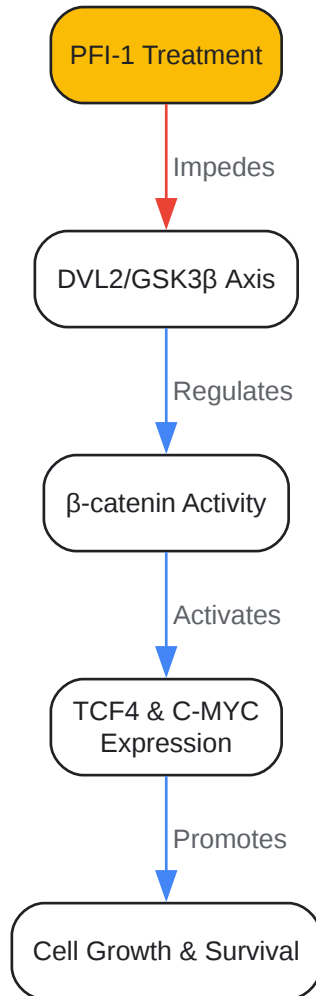 PFI-1 Treatment
Impedes
DVL2/GSK3β Axis
Regulates
β-catenin Activity
Activates
TCF4 & C-MYC
Expression
Promotes
Cell Growth & Survival